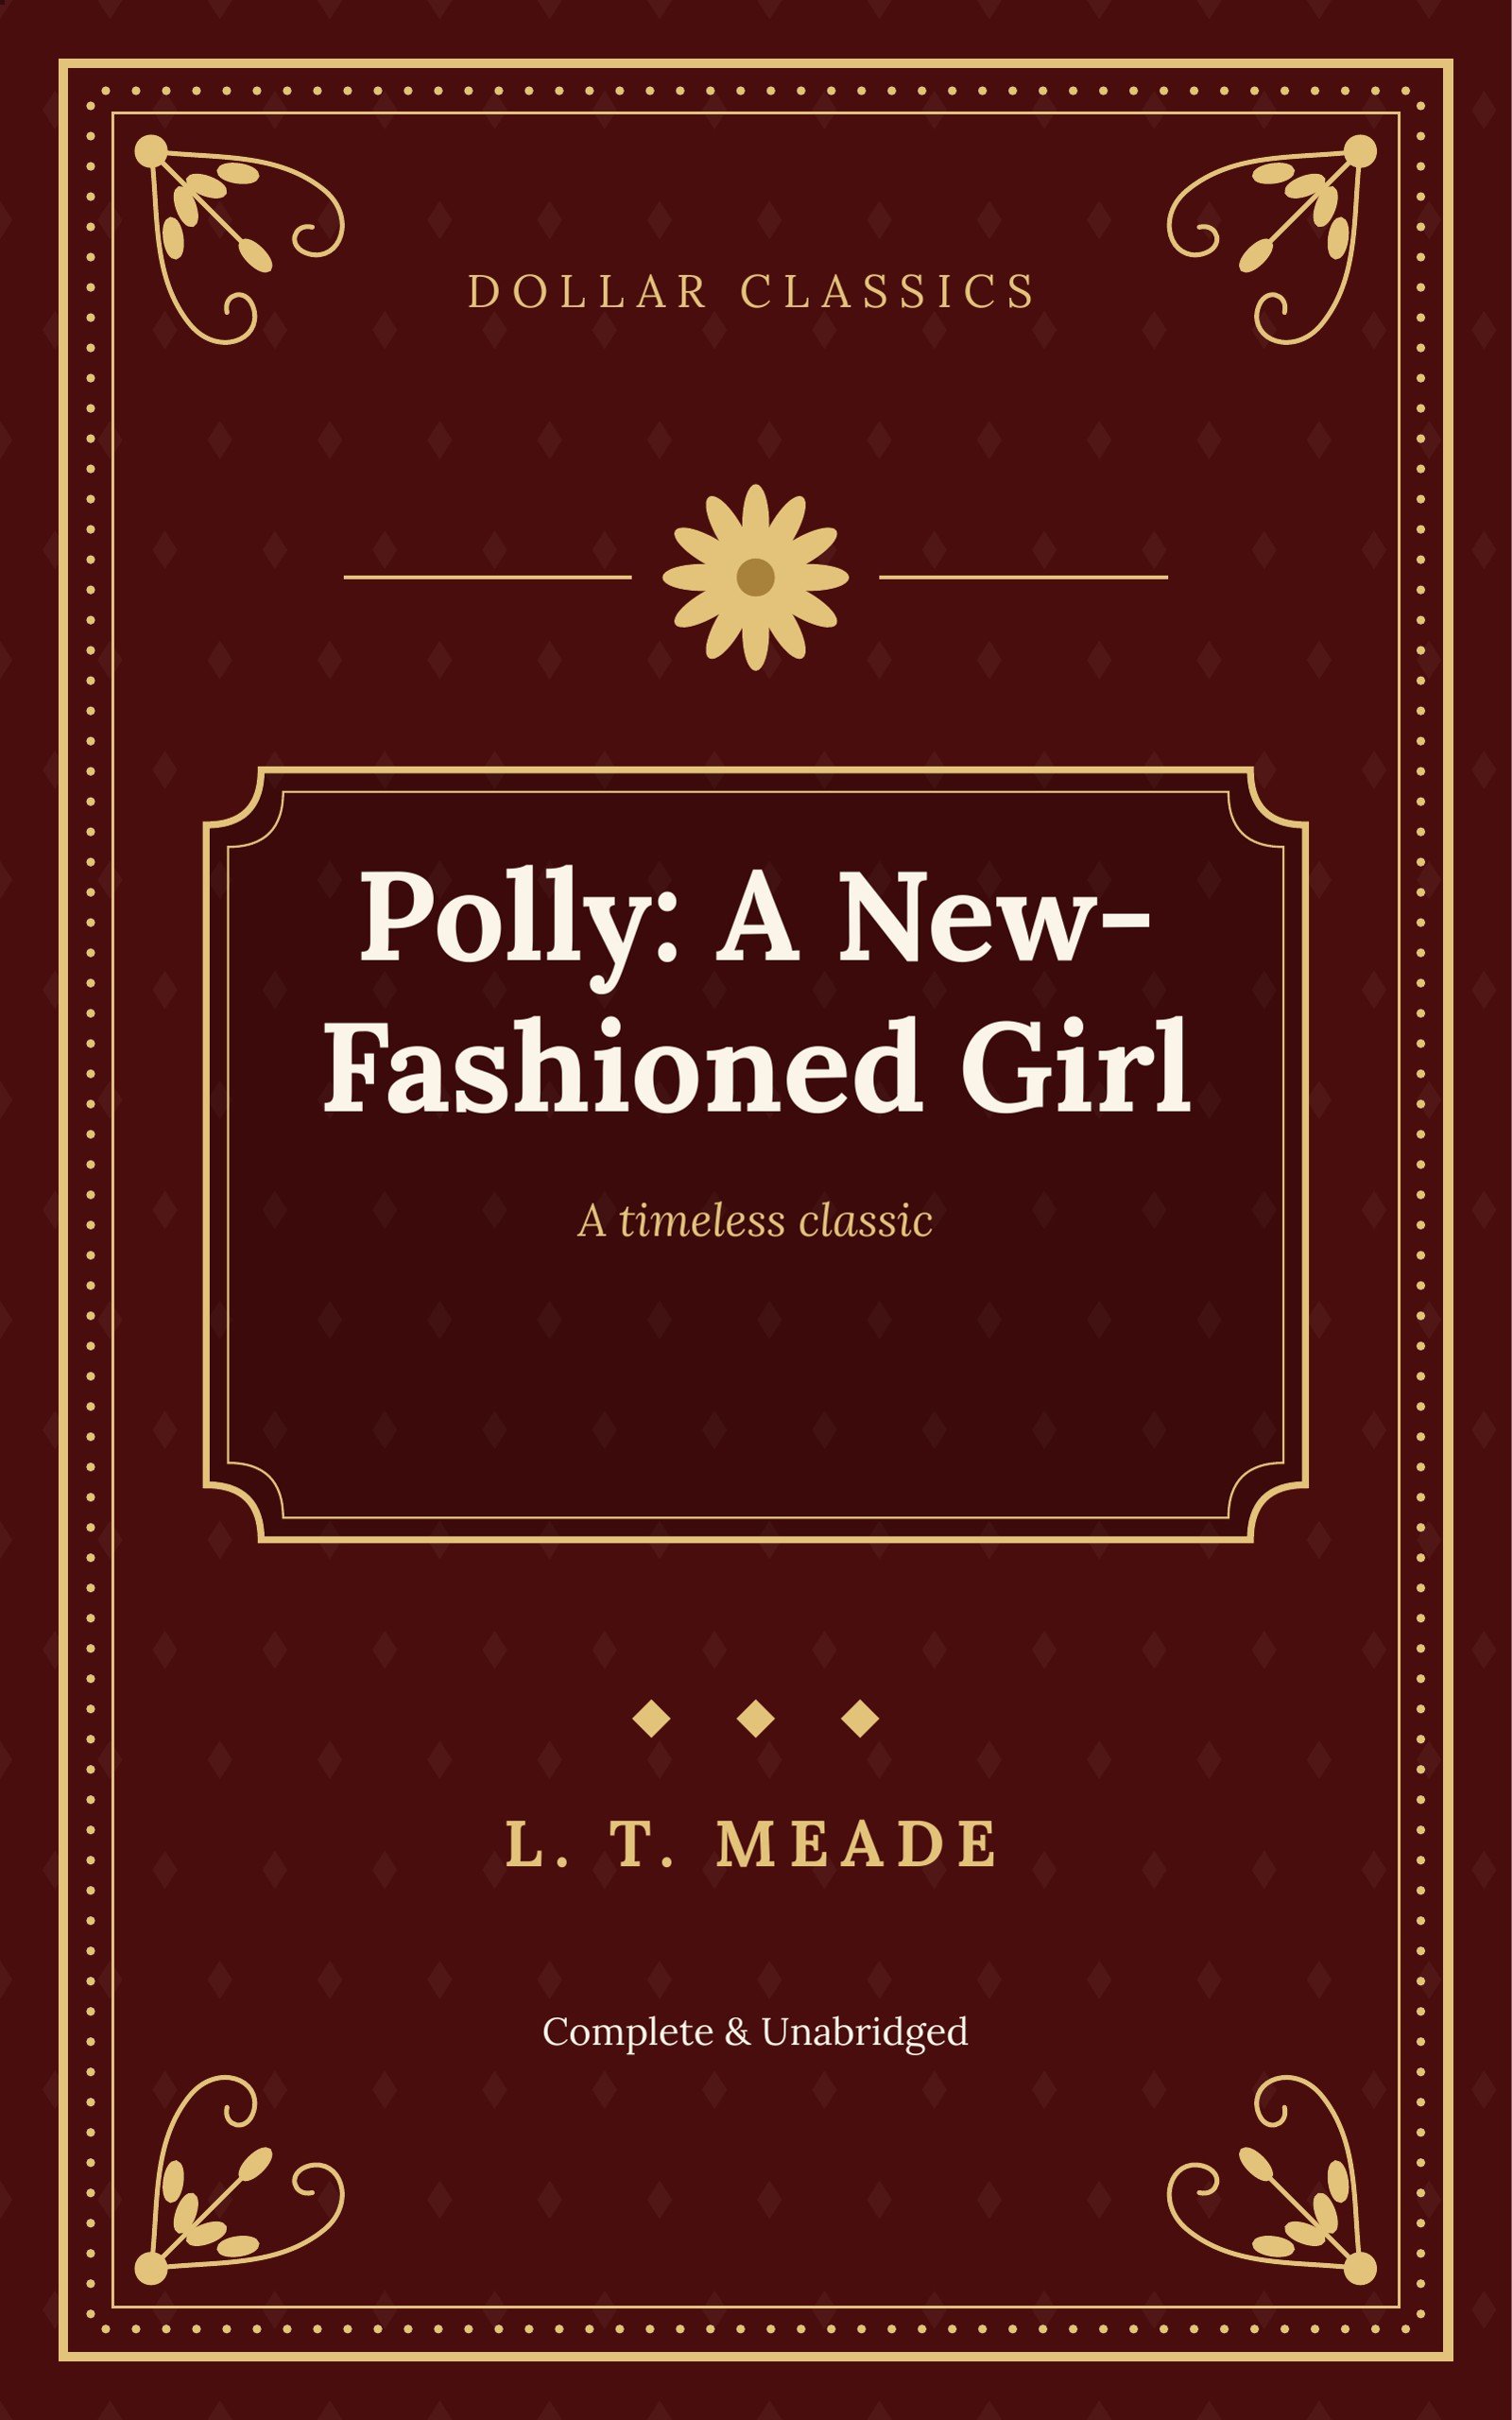 DOLLAR CLASSICS
Polly: A New-
Fashioned Girl
A timeless classic
L. T. MEADE
Complete & Unabridged